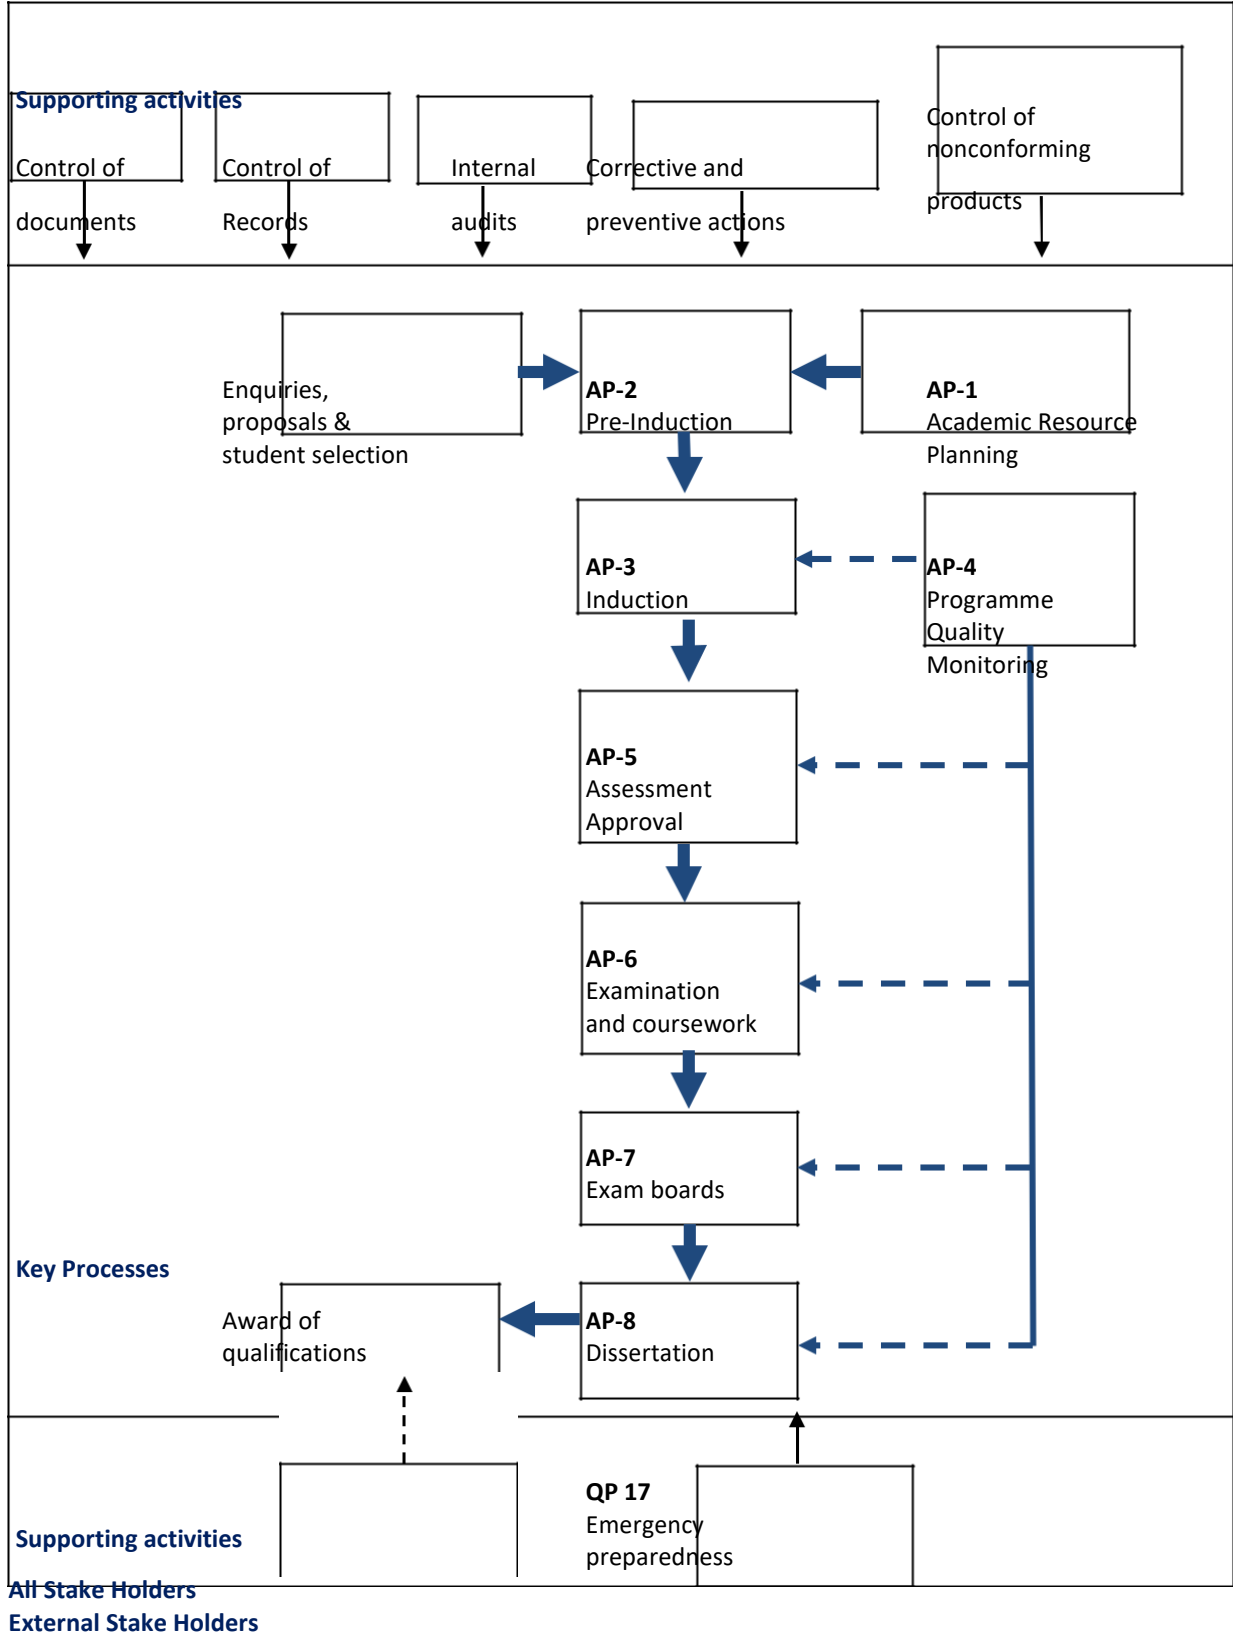 Supporting activities
Control of
documents
Control of
Records
Internal
audits
Corrective and
preventive actions
Control of
nonconforming
products
Enquiries,
proposals &
student selection
AP-2
Pre-Induction
AP-1
Academic Resource
Planning
AP-3
Induction
AP-4
Programme
Quality
Monitoring
AP-5
Assessment
Approval
AP-6
Examination
and coursework
AP-7
Exam boards
Key Processes
Award of
qualifications
AP-8
Dissertation
QP 17
Emergency
preparedness
Supporting activities
All Stake Holders
External Stake Holders